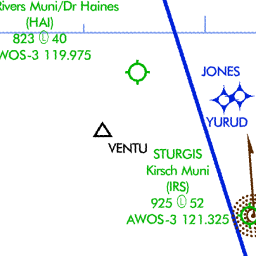 Rivers Muni/Dr Haines
(HAI)
823 Ⓛ 40
AWOS-3 119.975
JONES
YURUD
VENTU
STURGIS
Kirsch Muni
(IRS)
925 Ⓛ 52
AWOS-3 121.325